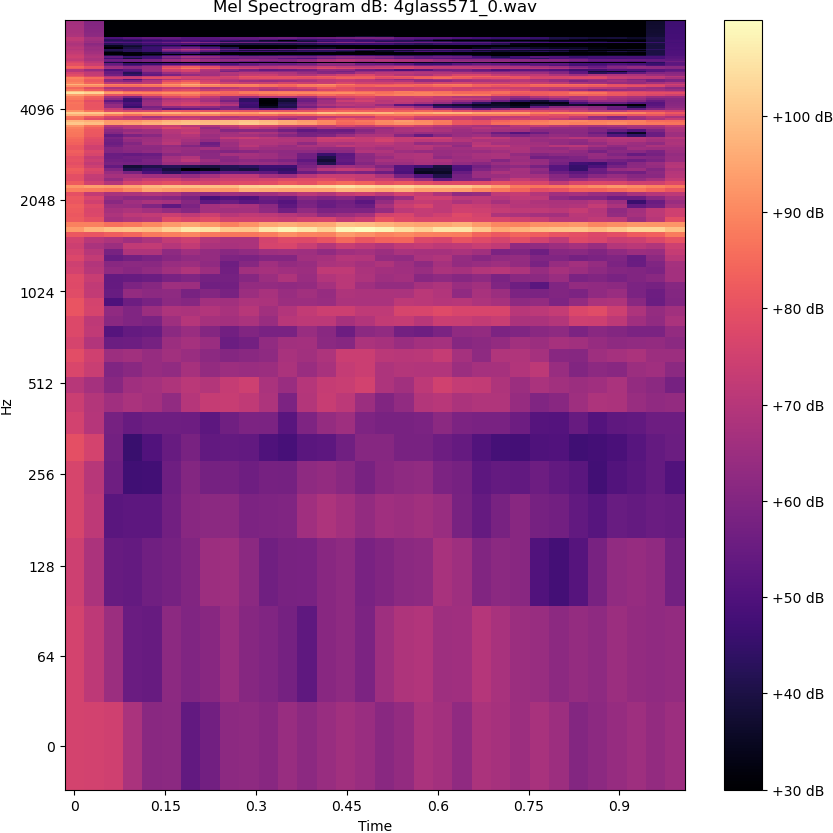 Mel Spectrogram dB: 4glass571_0.wav
Hz
4096
2048
1024
512
256
128
64
0
0 0.15 0.3 0.45 0.6 0.75 0.9
Time
+100 dB
+90 dB
+80 dB
+70 dB
+60 dB
+50 dB
+40 dB
+30 dB